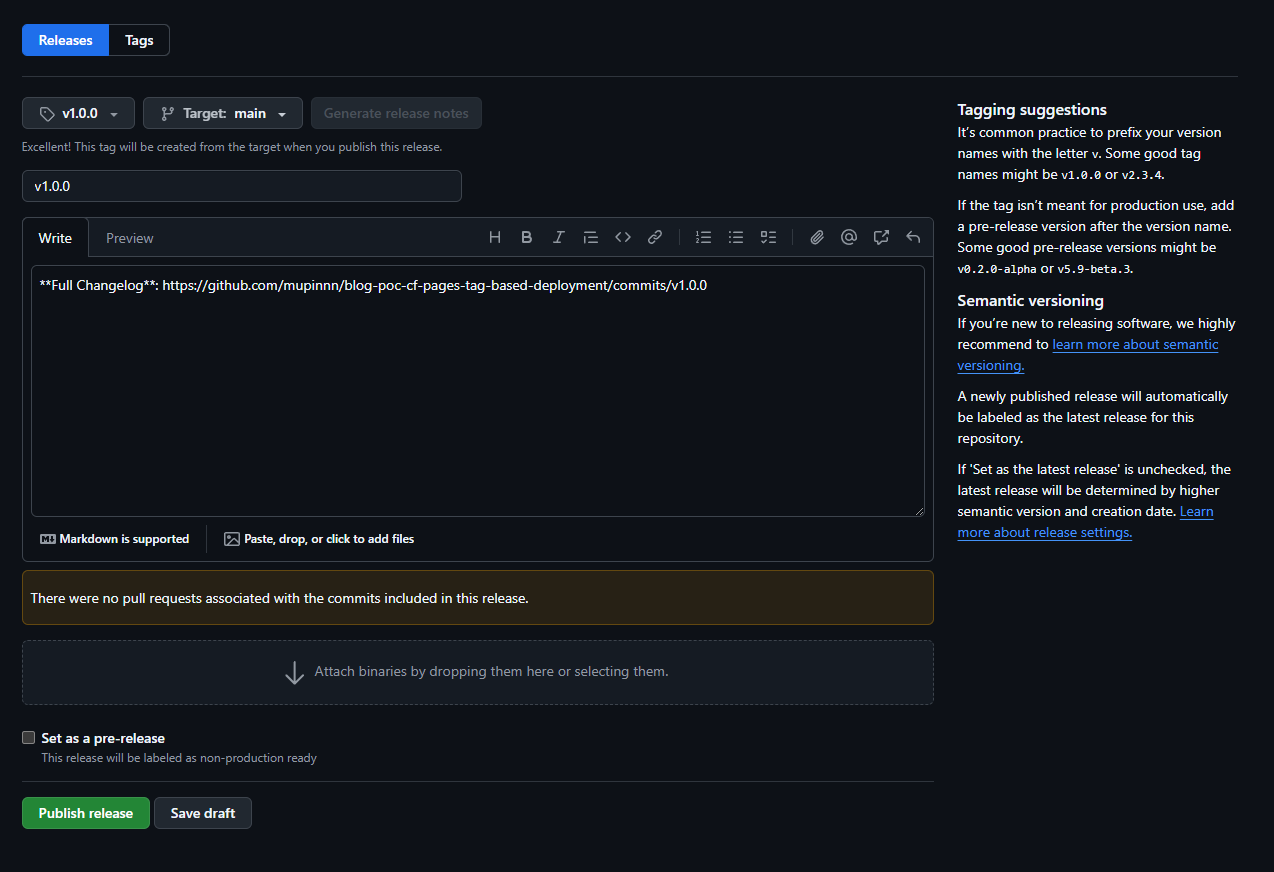 Releases Tags
v1.0.0 Target: main Generate release notes
Excellent! This tag will be created from the target when you publish this release.
v1.0.0
Write Preview
**Full Changelog**: https://github.com/mupinnn/blog-poc-cf-pages-tag-based-deployment/commits/v1.0.0
Markdown is supported Paste, drop, or click to add files
There were no pull requests associated with the commits included in this release.
Attach binaries by dropping them here or selecting them.
Set as a pre-release
This release will be labeled as non-production ready
Publish release Save draft
Tagging suggestions
It’s common practice to prefix your version
names with the letter v. Some good tag
names might be v1.0.0 or v2.3.4.
If the tag isn’t meant for production use, add
a pre-release version after the version name.
Some good pre-release versions might be
v0.2.0-alpha or v5.9-beta.3.
Semantic versioning
If you’re new to releasing software, we highly
recommend to learn more about semantic
versioning.
A newly published release will automatically
be labeled as the latest release for this
repository.
If 'Set as the latest release' is unchecked, the
latest release will be determined by higher
semantic version and creation date. Learn
more about release settings.